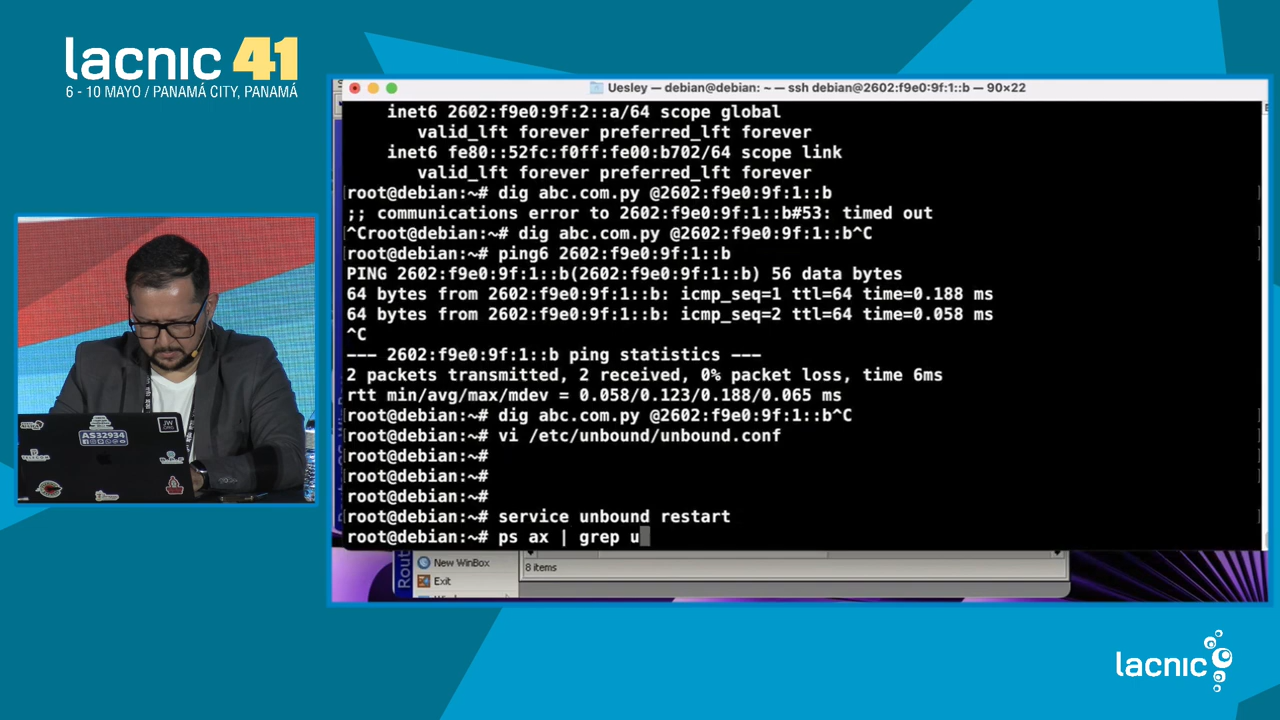 lacnic 41
6 - 10 MAYO / PANAMÁ CITY, PANAMÁ
Uesley — debian@debian: ~ — ssh debian@2602:f9e0:9f:1::b — 90×22
inet6 2602:f9e0:9f:2::a/64 scope global
valid_lft forever preferred_lft forever
inet6 fe80::52fc:f0ff:fe00:b702/64 scope link
valid_lft forever preferred_lft forever
root@debian:~# dig abc.com.py @2602:f9e0:9f:1::b
;; communications error to 2602:f9e0:9f:1::b#53: timed out
^Croot@debian:~# dig abc.com.py @2602:f9e0:9f:1::b^C
root@debian:~# ping6 2602:f9e0:9f:1::b
PING 2602:f9e0:9f:1::b(2602:f9e0:9f:1::b) 56 data bytes
64 bytes from 2602:f9e0:9f:1::b: icmp_seq=1 ttl=64 time=0.188 ms
64 bytes from 2602:f9e0:9f:1::b: icmp_seq=2 ttl=64 time=0.058 ms
^C
--- 2602:f9e0:9f:1::b ping statistics ---
2 packets transmitted, 2 received, 0% packet loss, time 6ms
rtt min/avg/max/mdev = 0.058/0.123/0.188/0.065 ms
root@debian:~# dig abc.com.py @2602:f9e0:9f:1::b^C
root@debian:~# vi /etc/unbound/unbound.conf
root@debian:~#
root@debian:~#
root@debian:~#
root@debian:~# service unbound restart
root@debian:~# ps ax | grep u
Rout
New WinBox
Exit
8 items
AS32934
JW
lacnic